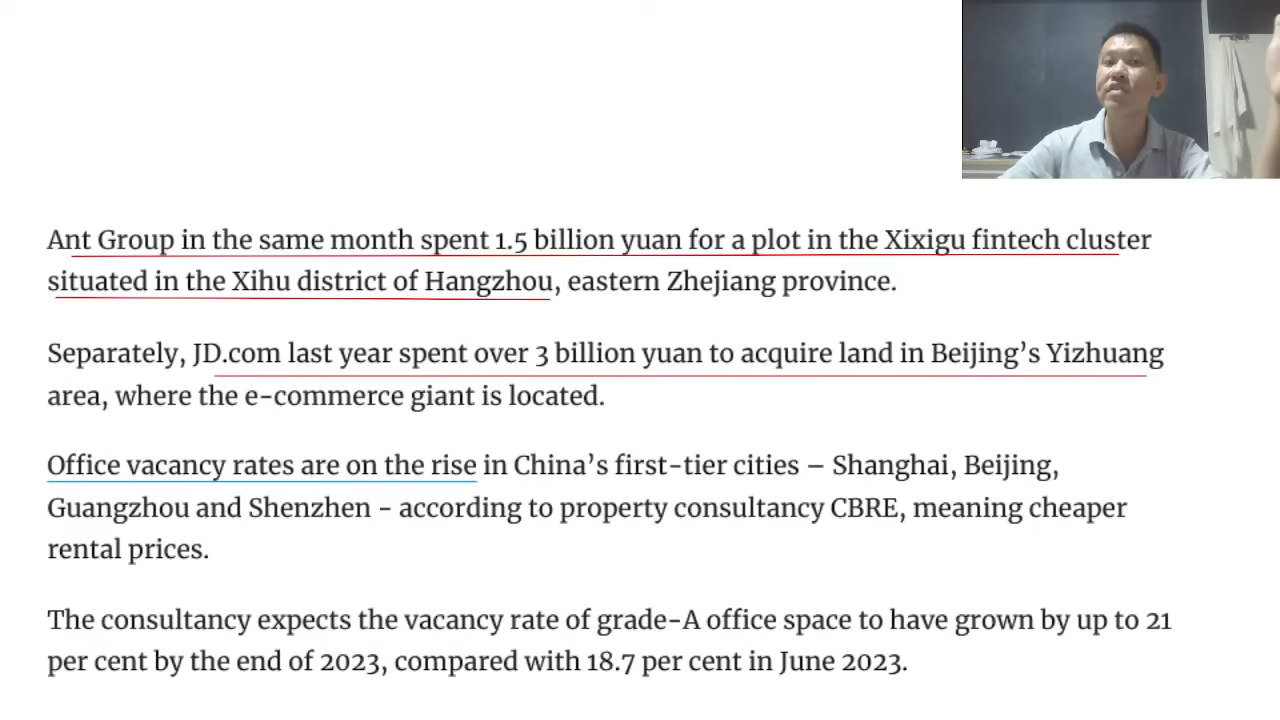 Ant Group in the same month spent 1.5 billion yuan for a plot in the Xixigu fintech cluster
situated in the Xihu district of Hangzhou, eastern Zhejiang province.
Separately, JD.com last year spent over 3 billion yuan to acquire land in Beijing’s Yizhuang
area, where the e-commerce giant is located.
Office vacancy rates are on the rise in China’s first-tier cities – Shanghai, Beijing,
Guangzhou and Shenzhen - according to property consultancy CBRE, meaning cheaper
rental prices.
The consultancy expects the vacancy rate of grade-A office space to have grown by up to 21
per cent by the end of 2023, compared with 18.7 per cent in June 2023.